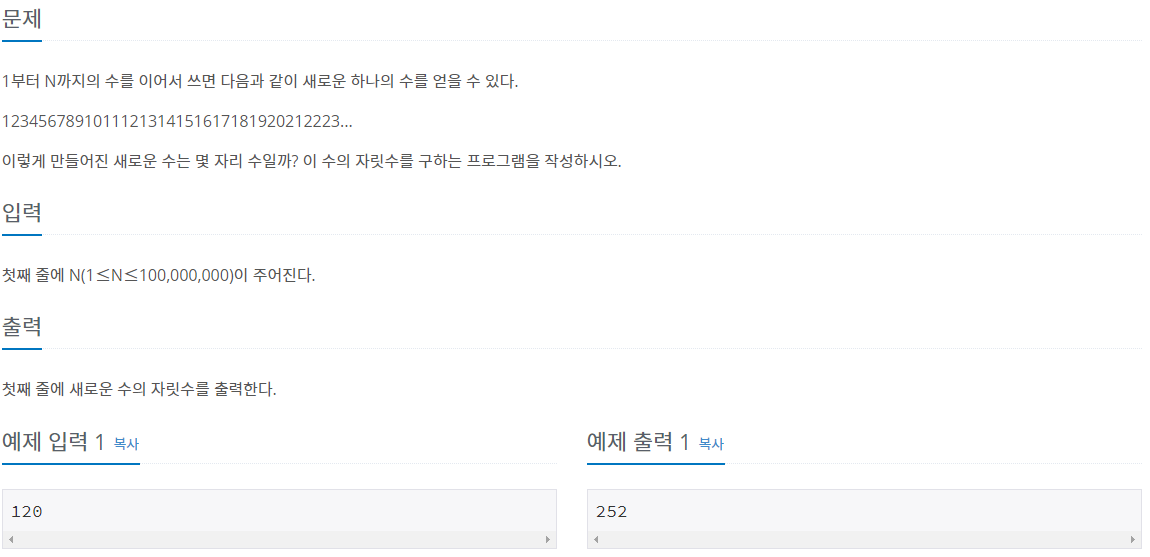 문제
1부터 N까지의 수를 이어서 쓰면 다음과 같이 새로운 하나의 수를 얻을 수 있다.
1234567891011121314151617181920212223...
이렇게 만들어진 새로운 수는 몇 자리 수일까? 이 수의 자릿수를 구하는 프로그램을 작성하시오.
입력
첫째 줄에 N(1≤N≤100,000,000)이 주어진다.
출력
첫째 줄에 새로운 수의 자릿수를 출력한다.
예제 입력 1 복사
120
예제 출력 1 복사
252